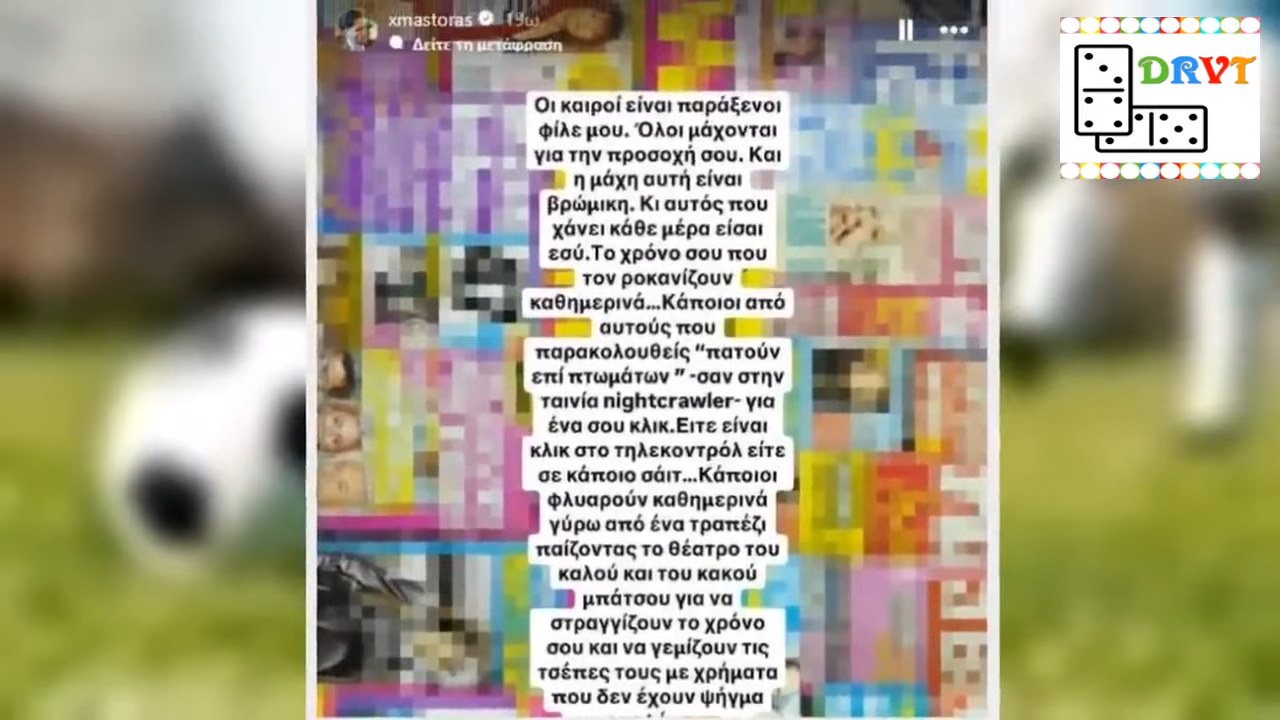 xmastoras 19ω
Δείτε τη μετάφραση
DRVT
Οι καιροί είναι παράξενοι
φίλε μου. Όλοι μάχονται
για την προσοχή σου. Και
η μάχη αυτή είναι
βρώμικη. Κι αυτός που
χάνει κάθε μέρα είσαι
εσύ.Το χρόνο σου που
τον ροκανίζουν
καθημερινά...Κάποιοι από
αυτούς που
παρακολουθείς “πατούν
επί πτωμάτων ” -σαν στην
ταινία nightcrawler- για
ένα σου κλικ.Ειτε είναι
κλικ στο τηλεκοντρόλ είτε
σε κάποιο σάιτ...Κάποιοι
φλυαρούν καθημερινά
γύρω από ένα τραπέζι
παίζοντας το θέατρο του
καλού και του κακού
μπάτσου για να
στραγγίζουν το χρόνο
σου και να γεμίζουν τις
τσέπες τους με χρήματα
που δεν έχουν ψήγμα